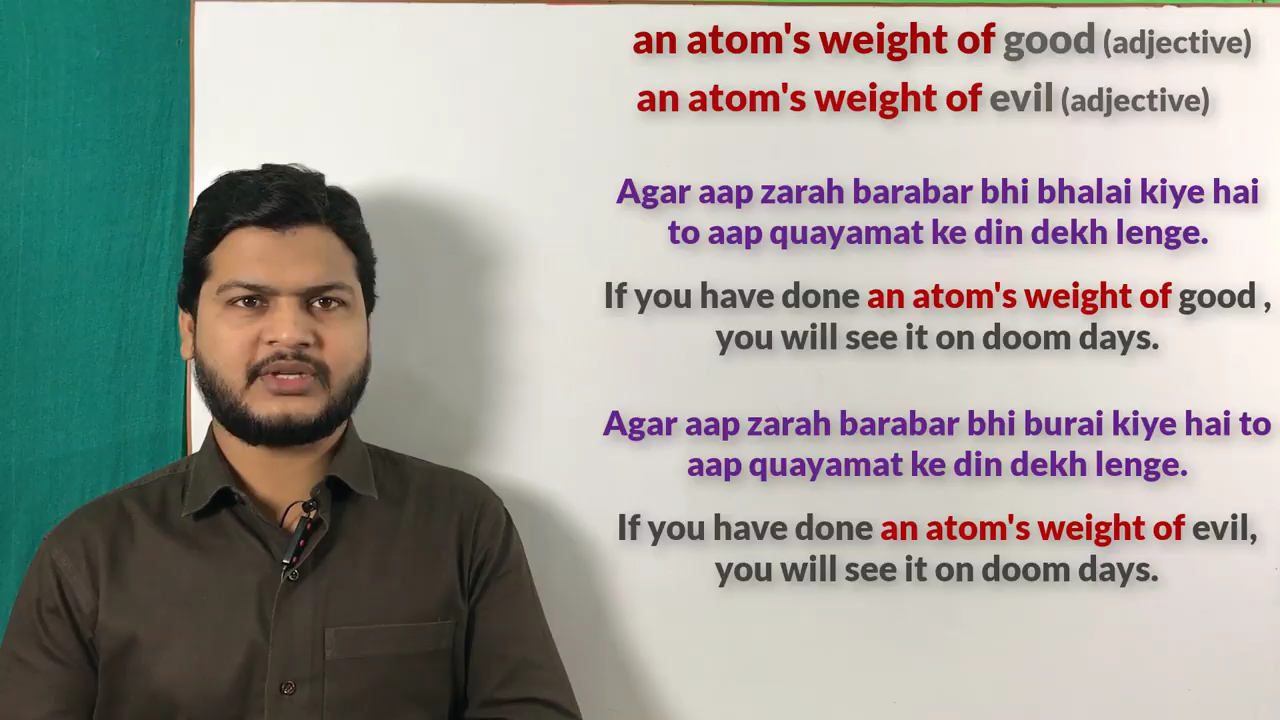 an atom's weight of good (adjective)
an atom's weight of evil (adjective)
Agar aap zarah barabar bhi bhalai kiye hai
to aap quayamat ke din dekh lenge.
If you have done an atom's weight of good ,
you will see it on doom days.
Agar aap zarah barabar bhi burai kiye hai to
aap quayamat ke din dekh lenge.
If you have done an atom's weight of evil,
you will see it on doom days.